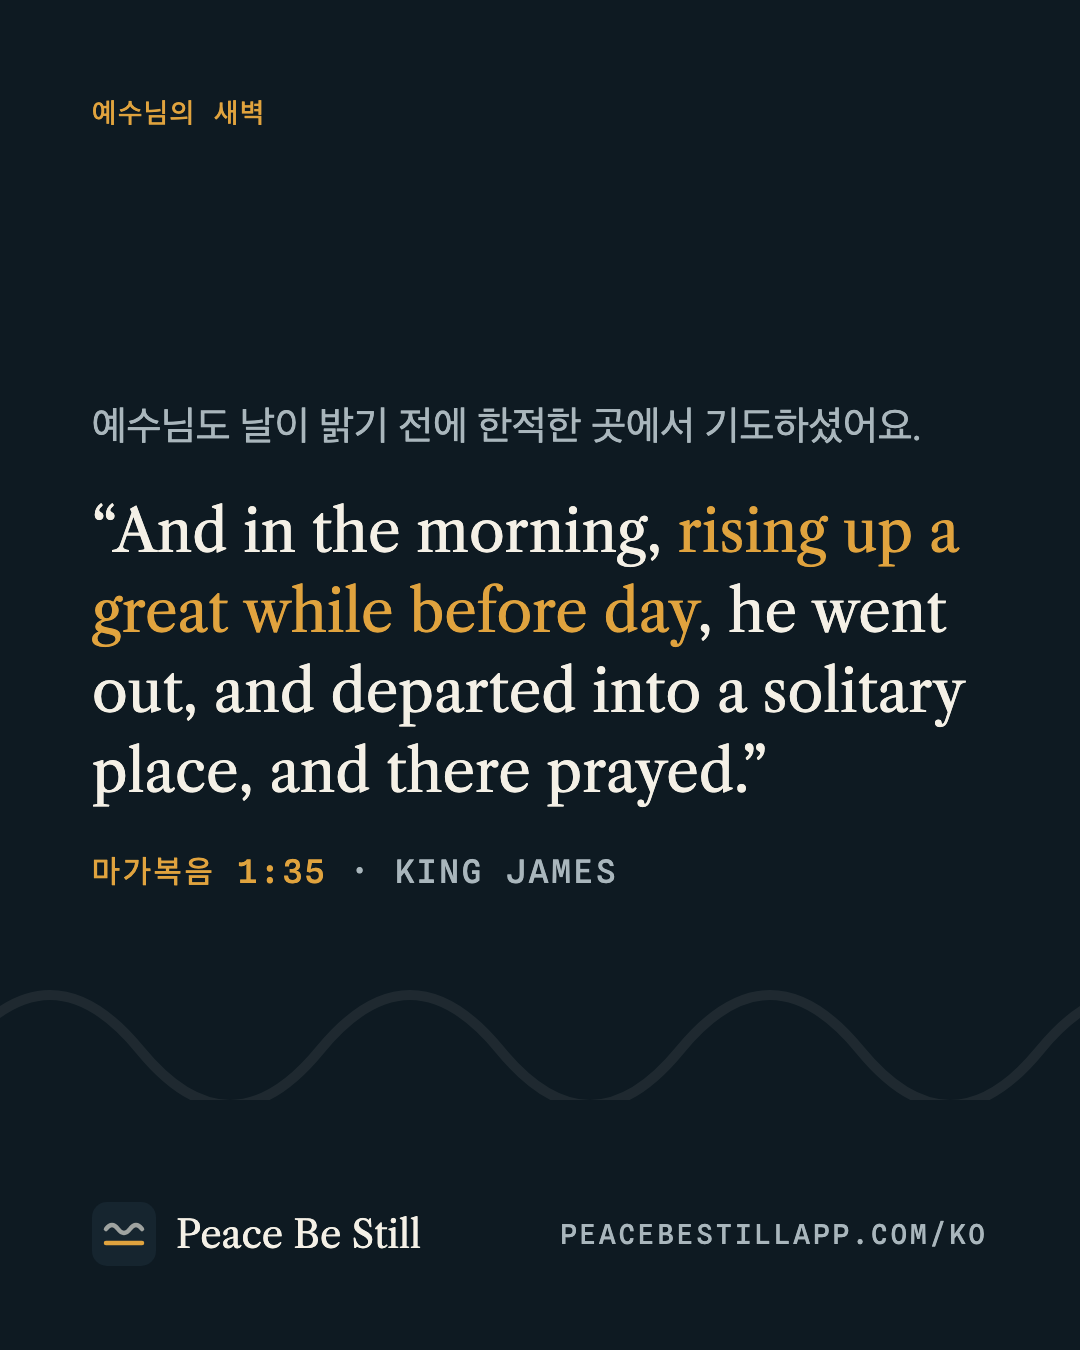 예수님의 새벽
예수님도 날이 밝기 전에 한적한 곳에서 기도하셨어요.
“And in the morning, rising up a
great while before day, he went
out, and departed into a solitary
place, and there prayed.”
마가복음 1:35 · KING JAMES
Peace Be Still
PEACEBESTILLAPP.COM/KO